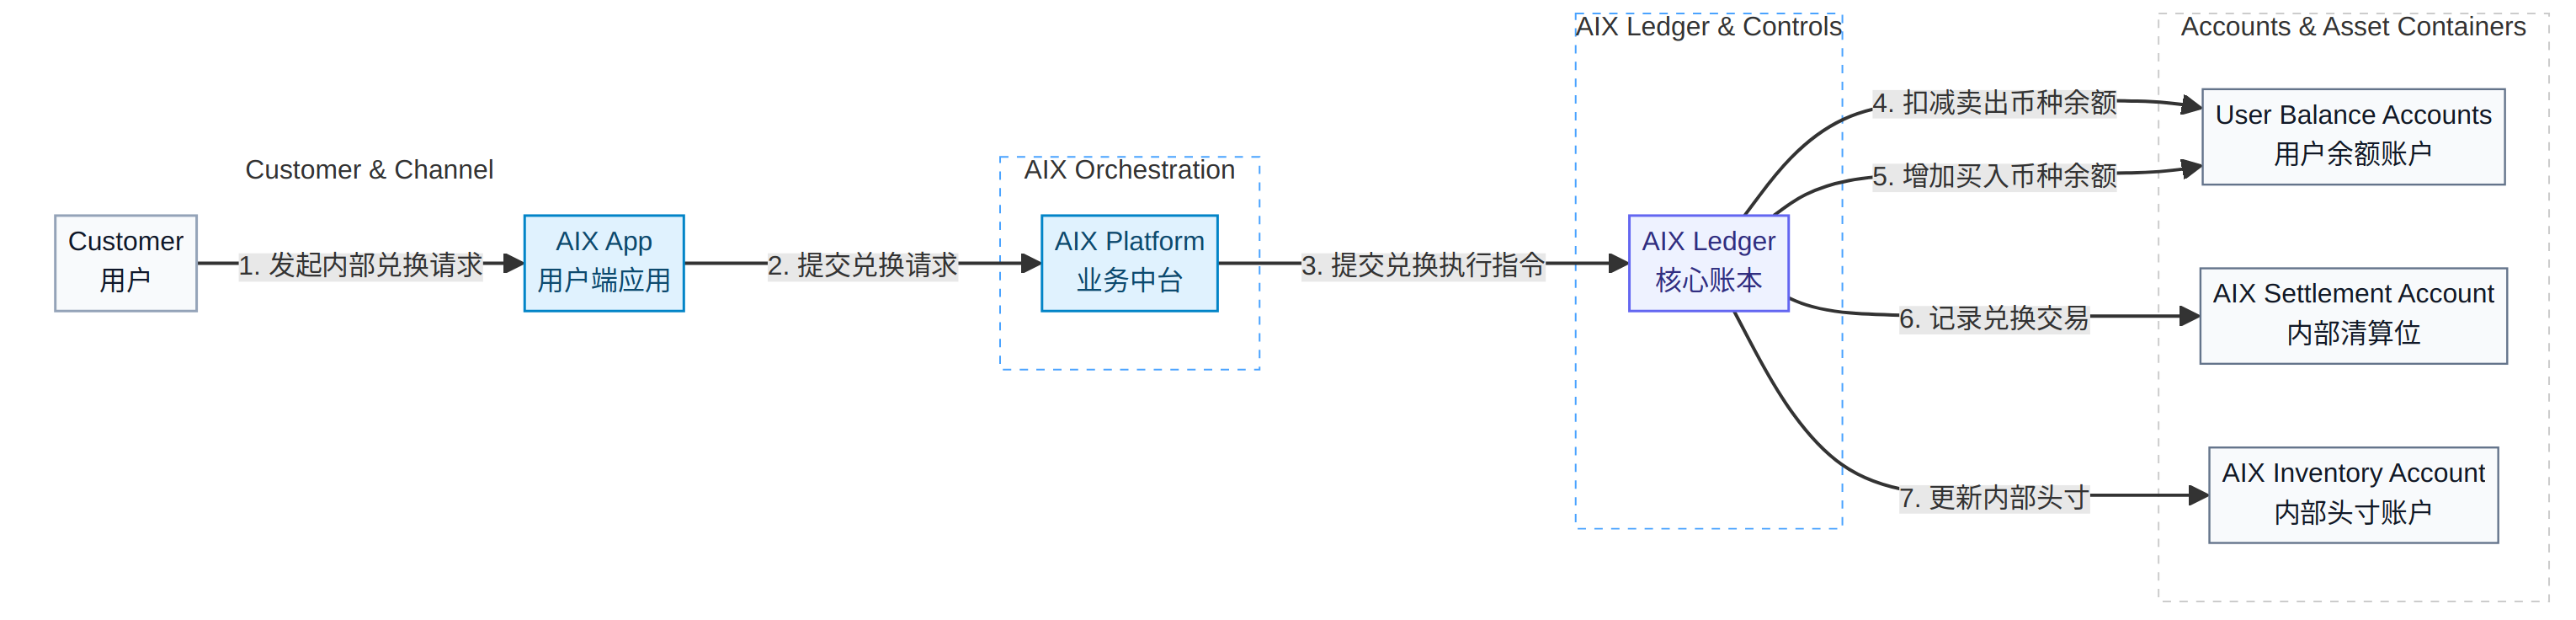 Customer & Channel
Customer
用户
1. 发起内部兑换请求
AIX App
用户端应用
2. 提交兑换请求
AIX Orchestration
AIX Platform
业务中台
3. 提交兑换执行指令
AIX Ledger & Controls
AIX Ledger
核心账本
4. 扣减卖出币种余额
5. 增加买入币种余额
6. 记录兑换交易
7. 更新内部头寸
Accounts & Asset Containers
User Balance Accounts
用户余额账户
AIX Settlement Account
内部清算位
AIX Inventory Account
内部头寸账户